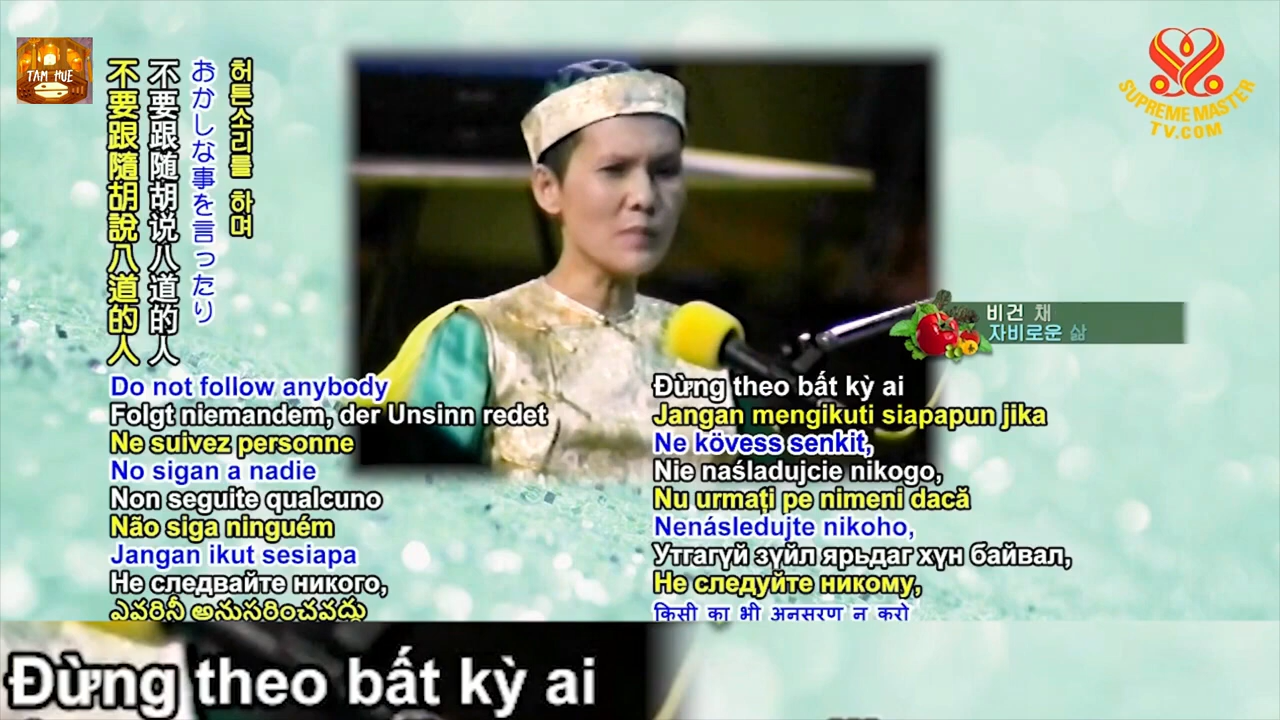 TAM HUE
SUPREME MASTER
TV.COM
허튼소리를 하며
おかしな事を言ったり
不要跟随胡说八道的人
不要跟隨胡說八道的人
비건 채
자비로운 삶
Do not follow anybody
Folgt niemandem, der Unsinn redet
Ne suivez personne
No sigan a nadie
Non seguite qualcuno
Não siga ninguém
Jangan ikut sesiapa
Не следвайте никого,
ఎవరినీ అనుసరించవద్దు
Đừng theo bất kỳ ai
Jangan mengikuti siapapun jika
Ne kövess senkit,
Nie naśladujcie nikogo,
Nu urmați pe nimeni dacă
Nenásledujte nikoho,
Утгагүй зүйл ярьдаг хүн байвал,
Не следуйте никому,
किसी का भी अनुसरण न करो
Đừng theo bất kỳ ai